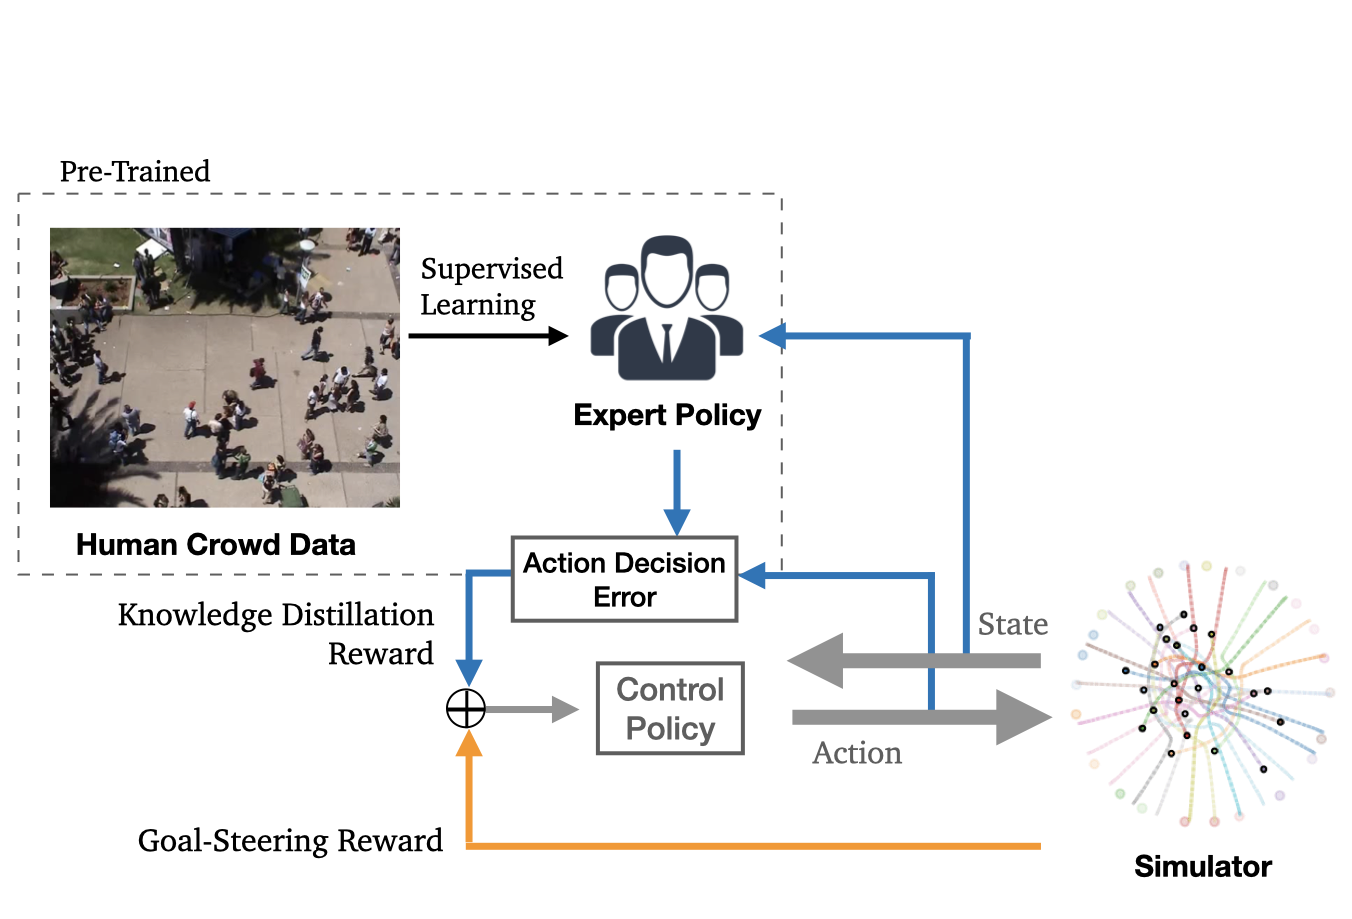 Pre-Trained
Supervised
Learning
Expert Policy
Human Crowd Data
Action Decision
Error
Knowledge Distillation
Reward
State
Control
Policy
Action
Goal-Steering Reward
Simulator